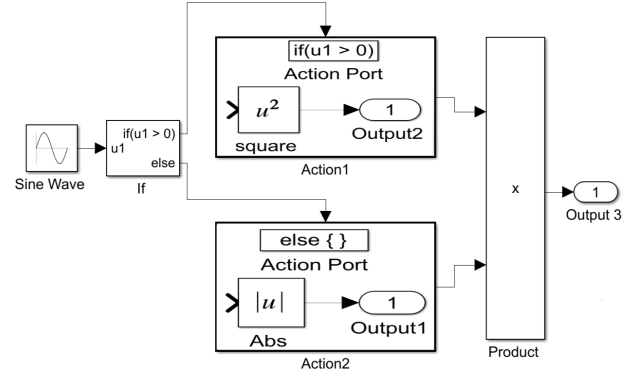 if(u1 > 0)
Action Port
u²
1
square
Output2
Action1
if(u1 > 0)
u1
else
Sine Wave
If
x
1
Output 3
else { }
Action Port
|u|
1
Abs
Output1
Action2
Product